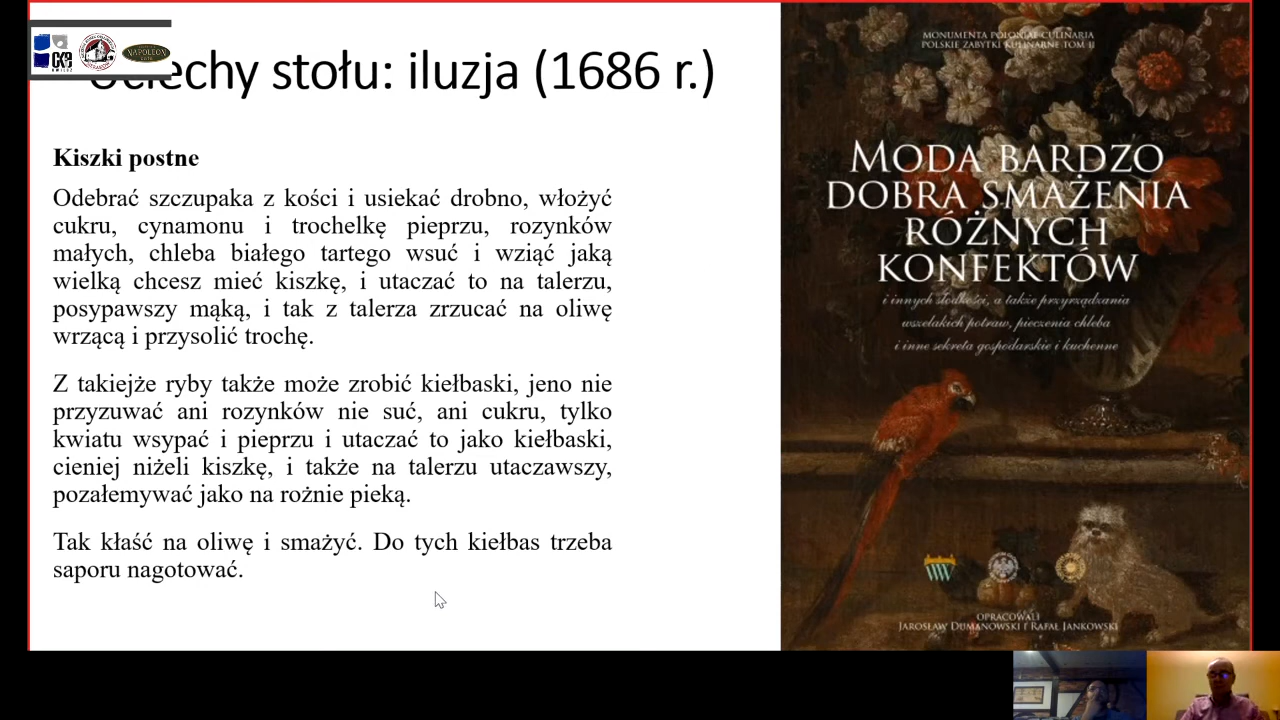 CKP
NAPOLEON
stołu: iluzja (1686 r.)
Kiszki postne
Odebrać szczupaka z kości i usiekać drobno, włożyć
cukru, cynamonu i trochelkę pieprzu, rozynków
małych, chleba białego tartego wsuć i wziąć jaką
wielką chcesz mieć kiszkę, i utaczać to na talerzu,
posypawszy mąką, i tak z talerza zrzucać na oliwę
wrzącą i przysolić trochę.
Z takiejże ryby także może zrobić kiełbaski, jeno nie
przyzuwać ani rozynków nie suć, ani cukru, tylko
kwiatu wsypać i pieprzu i utaczać to jako kiełbaski,
cieniej niżeli kiszkę, i także na talerzu utaczawszy,
pozałemywać jako na rożnie pieką.
Tak kłaść na oliwę i smażyć. Do tych kiełbas trzeba
saporu nagotować.
MONUMENTA POLONIAE CULINARIA
POLSKIE ZABYTKI KULINARNE TOM II
MODA BARDZO
DOBRA SMAŻENIA
RÓŻNYCH
KONFEKTÓW
i innych słodkości, a także przyrządzania
wszelakich potraw, pieczenia chleba
i inne sekreta gospodarskie i kuchenne
OPRACOWALI
JAROSŁAW DUMANOWSKI I RAFAŁ JANKOWSKI